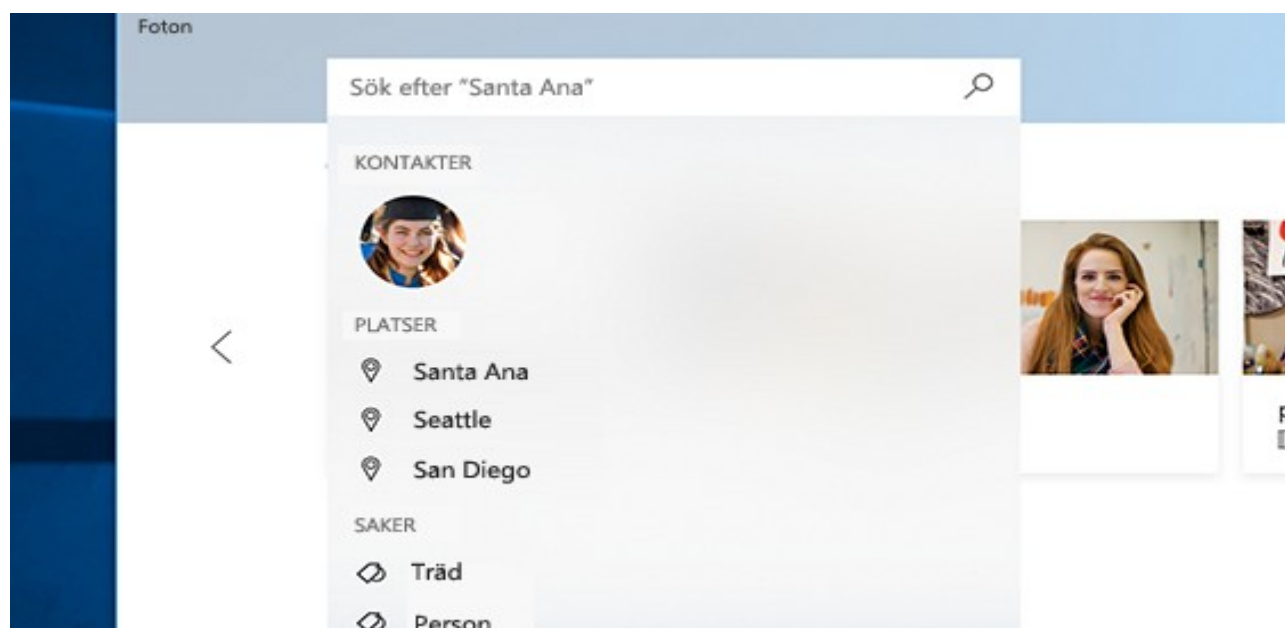 Foton
Sök efter "Santa Ana"
KONTAKTER
PLATSER
Santa Ana
Seattle
San Diego
SAKER
Träd
Person